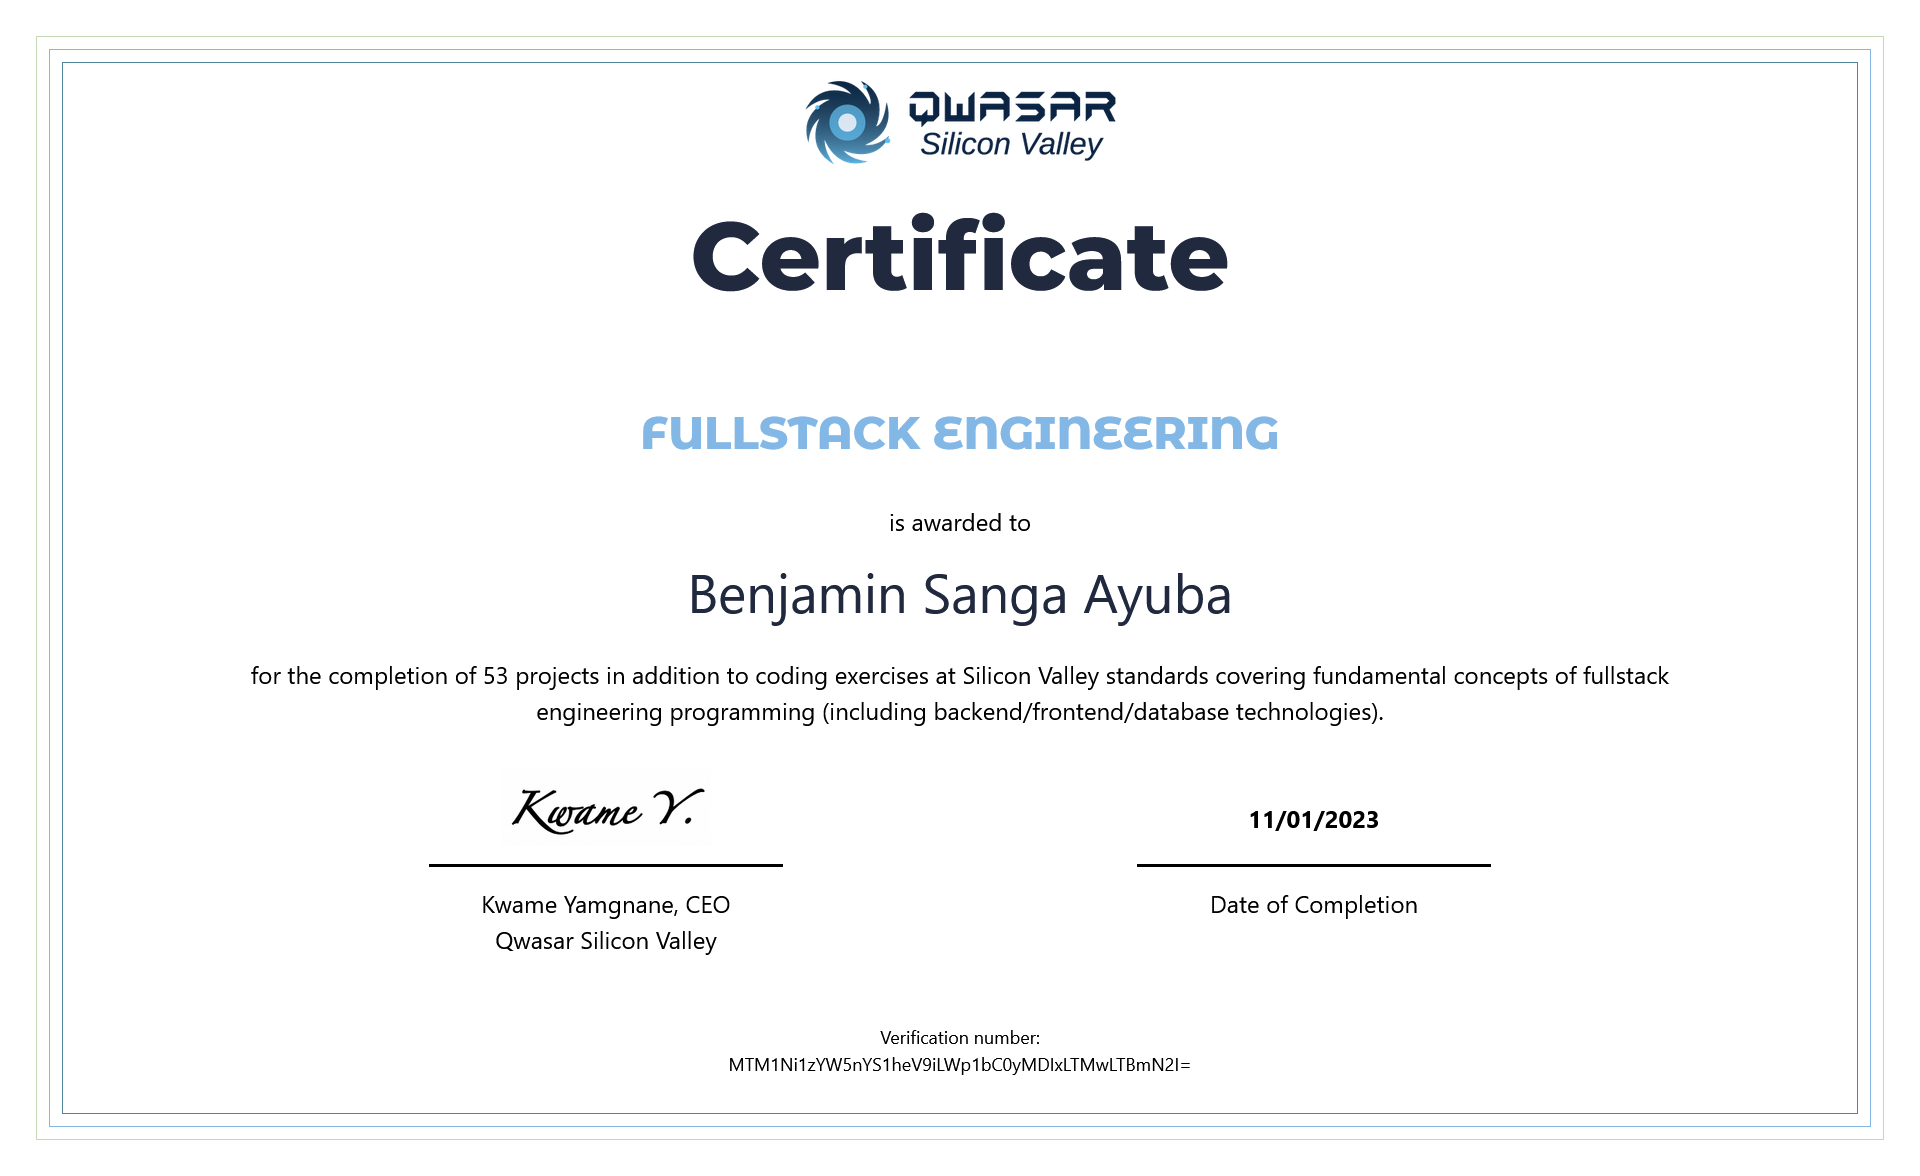 QWASAR
Silicon Valley
Certificate
FULLSTACK ENGINEERING
is awarded to
Benjamin Sanga Ayuba
for the completion of 53 projects in addition to coding exercises at Silicon Valley standards covering fundamental concepts of fullstack
engineering programming (including backend/frontend/database technologies).
Kwame Y.
11/01/2023
Kwame Yamgnane, CEO
Date of Completion
Qwasar Silicon Valley
Verification number:
MTM1Ni1zYW5nYS1heV9iLWp1bC0yMDIxLTMwLTBmN2I=